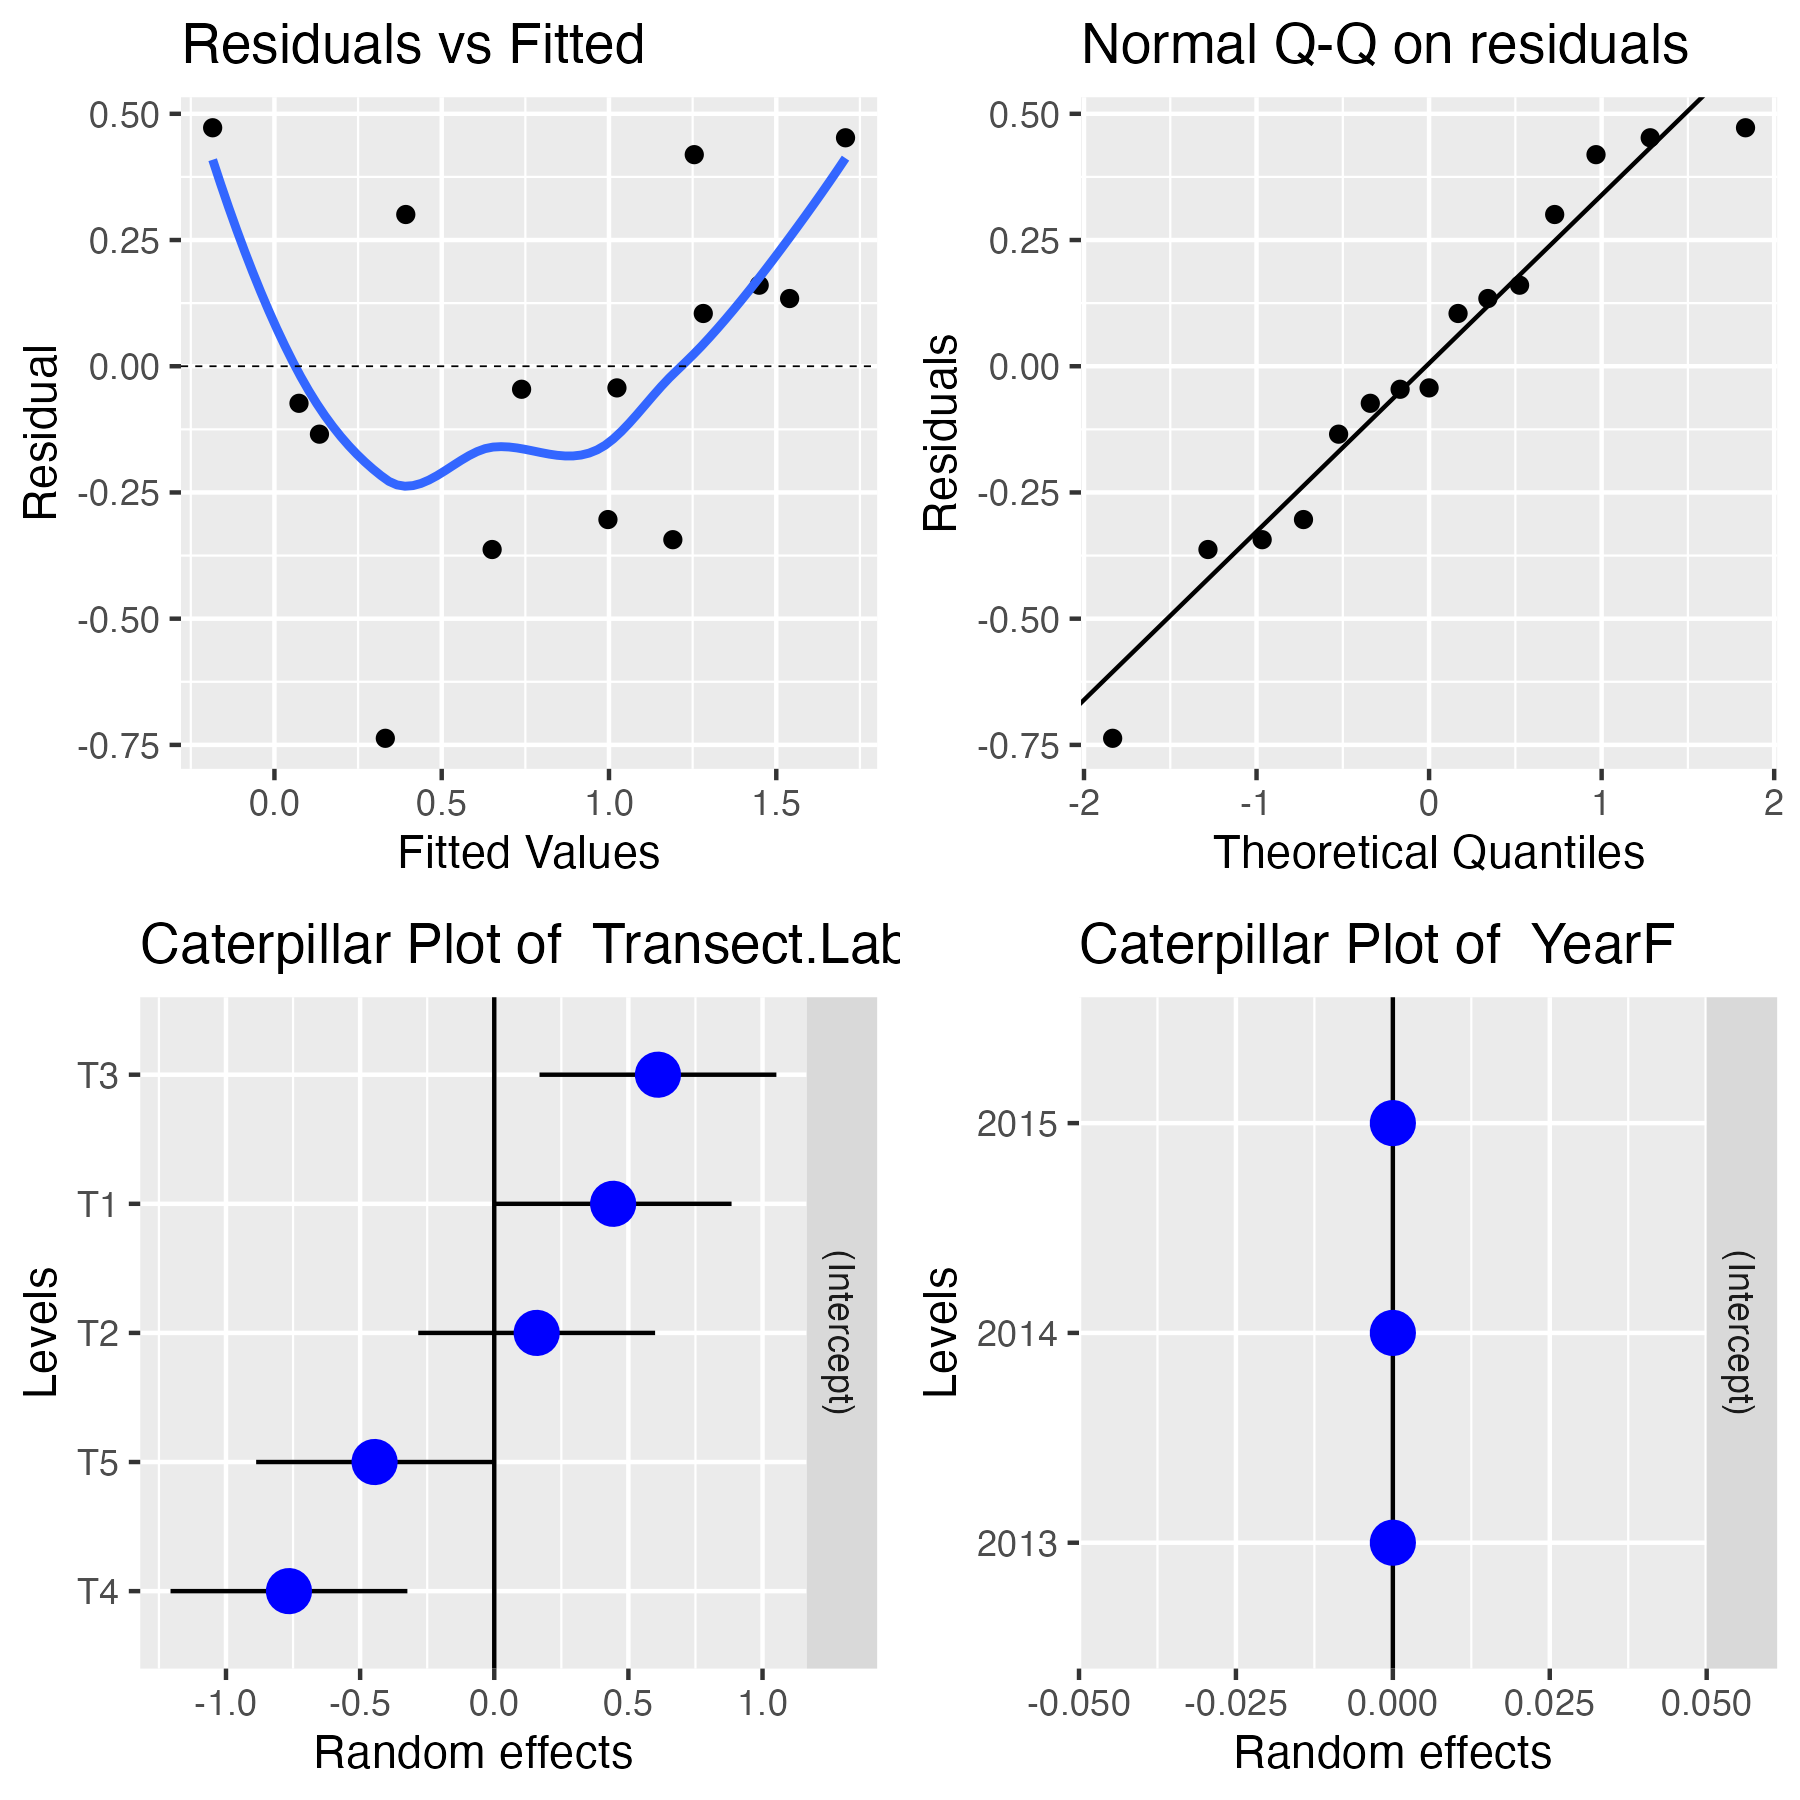 Residuals vs Fitted
0.50
0.25
0.00
-0.25
-0.50
-0.75
Residual
0.0 0.5 1.0 1.5
Fitted Values
Normal Q-Q on residuals
0.50
0.25
0.00
-0.25
-0.50
-0.75
Residuals
-2 -1 0 1 2
Theoretical Quantiles
Caterpillar Plot of  Transect.Lab
T3
T1
T2
T5
T4
Levels
(Intercept)
-1.0 -0.5 0.0 0.5 1.0
Random effects
Caterpillar Plot of  YearF
2015
2014
2013
Levels
(Intercept)
-0.050 -0.025 0.000 0.025 0.050
Random effects